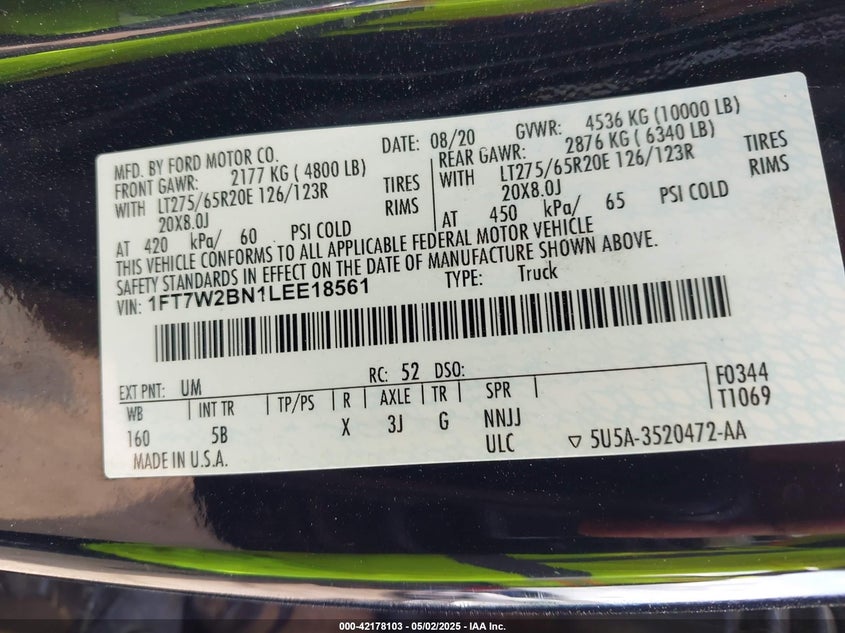 MFD. BY FORD MOTOR CO.
DATE: 08/20 GVWR: 4536 KG (10000 LB)
FRONT GAWR: 2177 KG ( 4800 LB)
WITH LT275/65R20E 126/123R TIRES
20X8.0J RIMS
AT 420 kPa/ 60 PSI COLD
REAR GAWR: 2876 KG ( 6340 LB)
WITH LT275/65R20E 126/123R TIRES
20X8.0J RIMS
AT 450 kPa/ 65 PSI COLD
THIS VEHICLE CONFORMS TO ALL APPLICABLE FEDERAL MOTOR VEHICLE
SAFETY STANDARDS IN EFFECT ON THE DATE OF MANUFACTURE SHOWN ABOVE.
VIN: 1FT7W2BN1LEE18561 TYPE: Truck
EXT PNT: UM RC: 52 DSO:
WB | INT TR | TP/PS | R | AXLE | TR | SPR | F0344
160 5B X 3J G NNJJ T1069
ULC ▽ 5U5A-3520472-AA
MADE IN U.S.A.
000-42178103 - 05/02/2025 - IAA Inc.